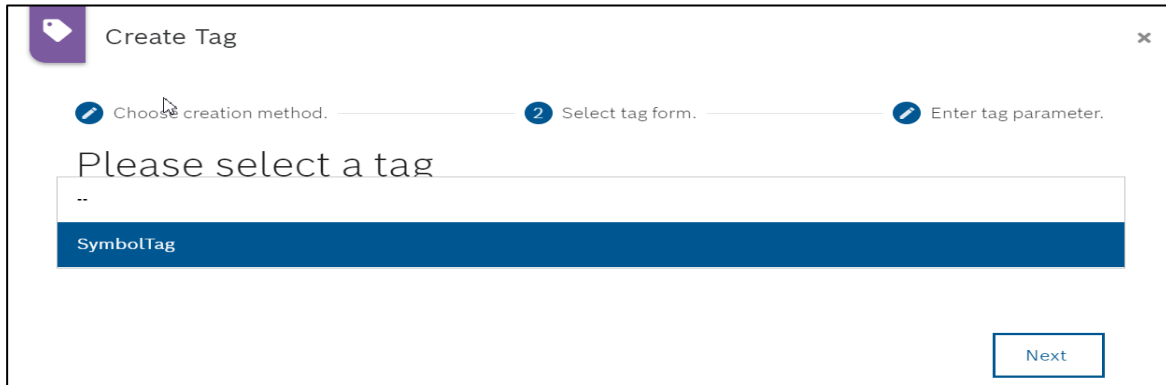 Create Tag
×
Choose creation method. 2 Select tag form. Enter tag parameter.
Please select a tag
--
SymbolTag
Next